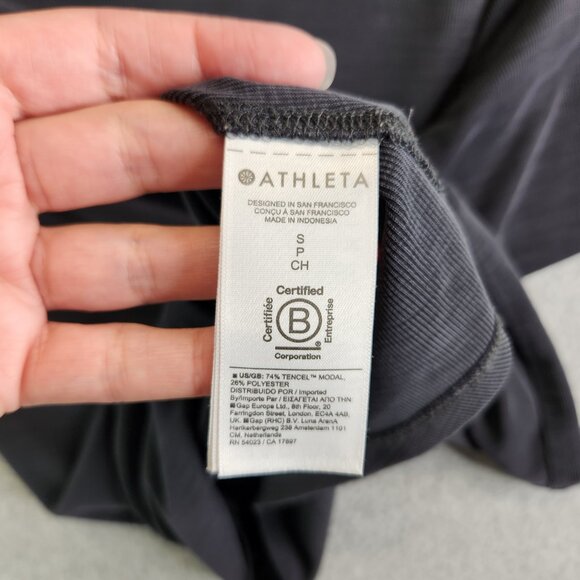 ATHLETA
DESIGNED IN SAN FRANCISCO
CONÇU À SAN FRANCISCO
MADE IN INDONESIA
S
P
CH
Certified
Certifiée
B
®
Entreprise
Corporation
US/GB: 74% TENCEL™ MODAL,
26% POLYESTER
DISTRIBUIDO POR / Imported
By/Importé par / ΕΙΣΑΓΕΤΑΙ ΑΠΟ ΤΗΝ:
Gap Europe Ltd., 8th Floor, 20
Farringdon Street, London, EC4A 4AB,
UK. Gap (RHC) B.V. Luna ArenA
Herikerbergweg 238 Amsterdam 1101
CM, Netherlands
RN 54023 / CA 17897